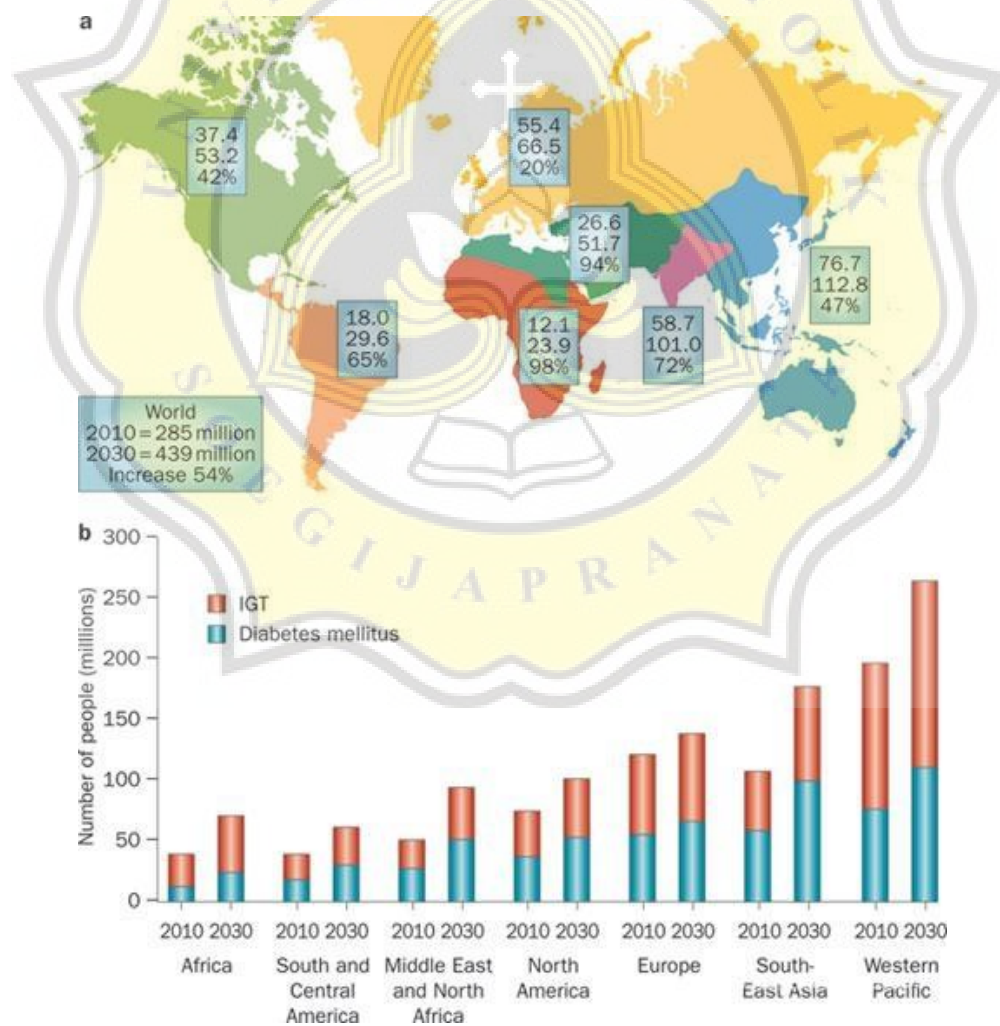 a
37.4
53.2
42%
55.4
66.5
20%
26.6
51.7
94%
76.7
112.8
47%
18.0
29.6
65%
12.1
23.9
98%
58.7
101.0
72%
World
2010 = 285 million
2030 = 439 million
Increase 54%
SEGIJAPRANATA
b
300
250
200
150
100
50
0
Number of people (milllions)
IGT
Diabetes mellitus
2010 2030 2010 2030 2010 2030 2010 2030 2010 2030 2010 2030 2010 2030
Africa
South and
Central
America
Middle East
and North
Africa
North
America
Europe
South-
East Asia
Western
Pacific